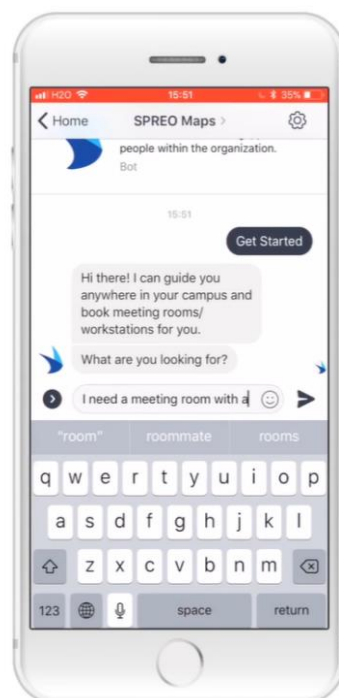 H2O 15:51 35%
Home SPREO Maps
people within the organization.
Bot
15:51
Get Started
Hi there! I can guide you
anywhere in your campus and
book meeting rooms/
workstations for you.
What are you looking for?
I need a meeting room with a
"room" roommate rooms
q w e r t y u i o p
a s d f g h j k l
z x c v b n m
123 space return